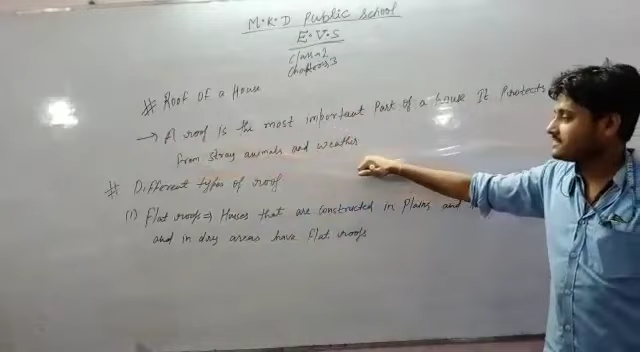 M.K.D Public school
E.V.S
Class-2
Chapter-3
# Roof of a House
→ A roof is the most important Part of a house It Protects
from stray animals and weather
# Different types of roof
(1) Flat roofs ⇒ Houses that are constructed in Plains and
and in dry areas have Flat roofs